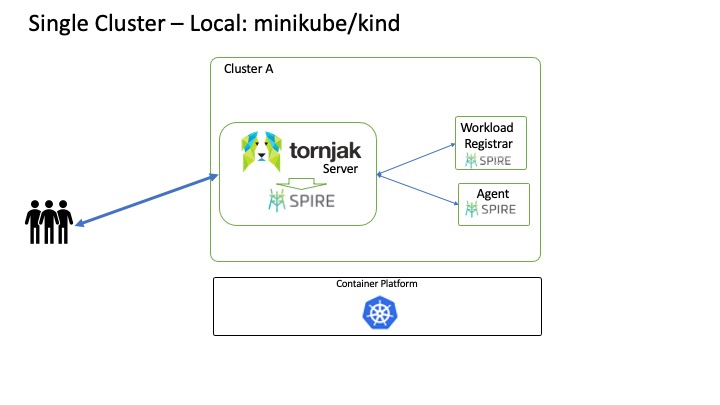 Single Cluster – Local: minikube/kind
Cluster A
tornjak
Server
SPIRE
Workload
Registrar
SPIRE
Agent
SPIRE
Container Platform